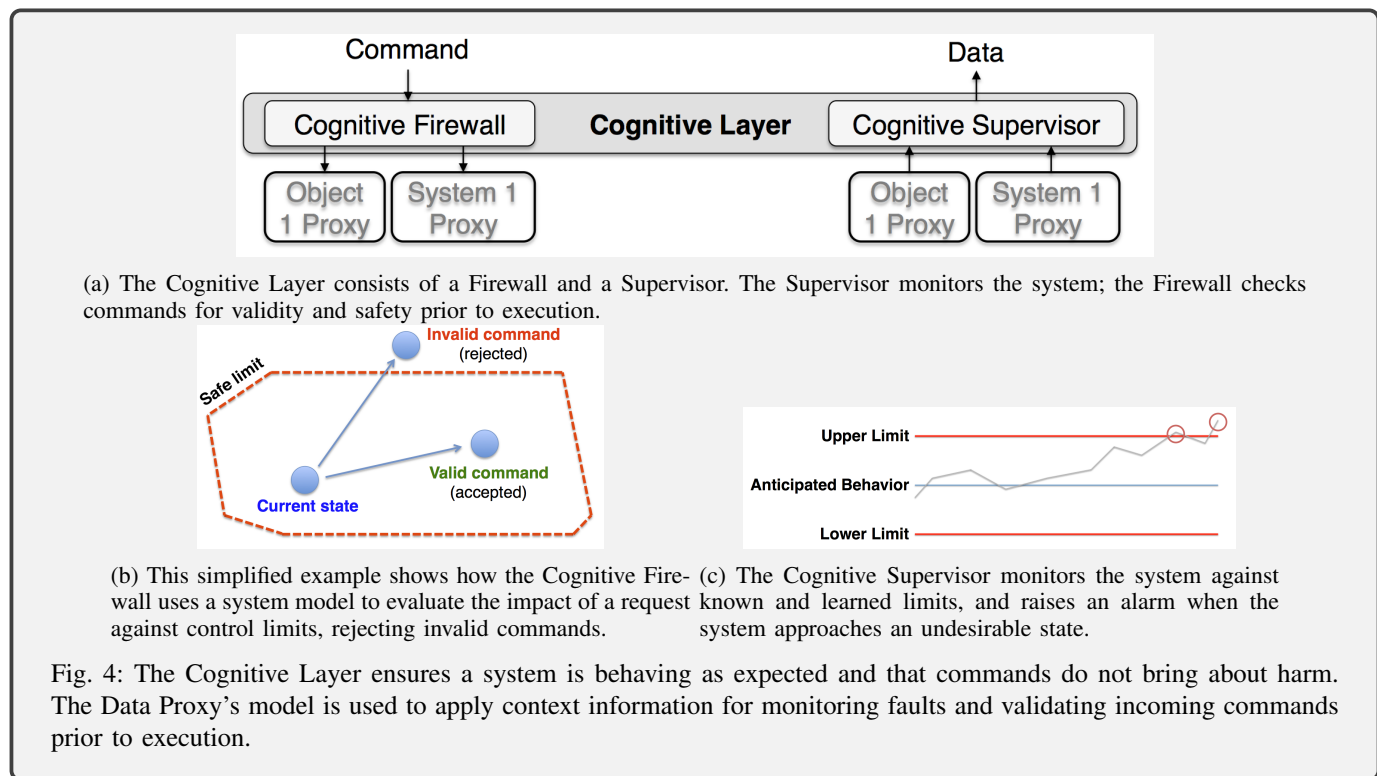 Command
Data
Cognitive Firewall
Cognitive Layer
Cognitive Supervisor
Object
1 Proxy
System 1
Proxy
Object
1 Proxy
System 1
Proxy
(a) The Cognitive Layer consists of a Firewall and a Supervisor. The Supervisor monitors the system; the Firewall checks
commands for validity and safety prior to execution.
Invalid command
(rejected)
Safe limit
Valid command
(accepted)
Current state
Upper Limit
Anticipated Behavior
Lower Limit
(b) This simplified example shows how the Cognitive Fire-
wall uses a system model to evaluate the impact of a request
against control limits, rejecting invalid commands.
(c) The Cognitive Supervisor monitors the system against
known and learned limits, and raises an alarm when the
system approaches an undesirable state.
Fig. 4: The Cognitive Layer ensures a system is behaving as expected and that commands do not bring about harm.
The Data Proxy's model is used to apply context information for monitoring faults and validating incoming commands
prior to execution.